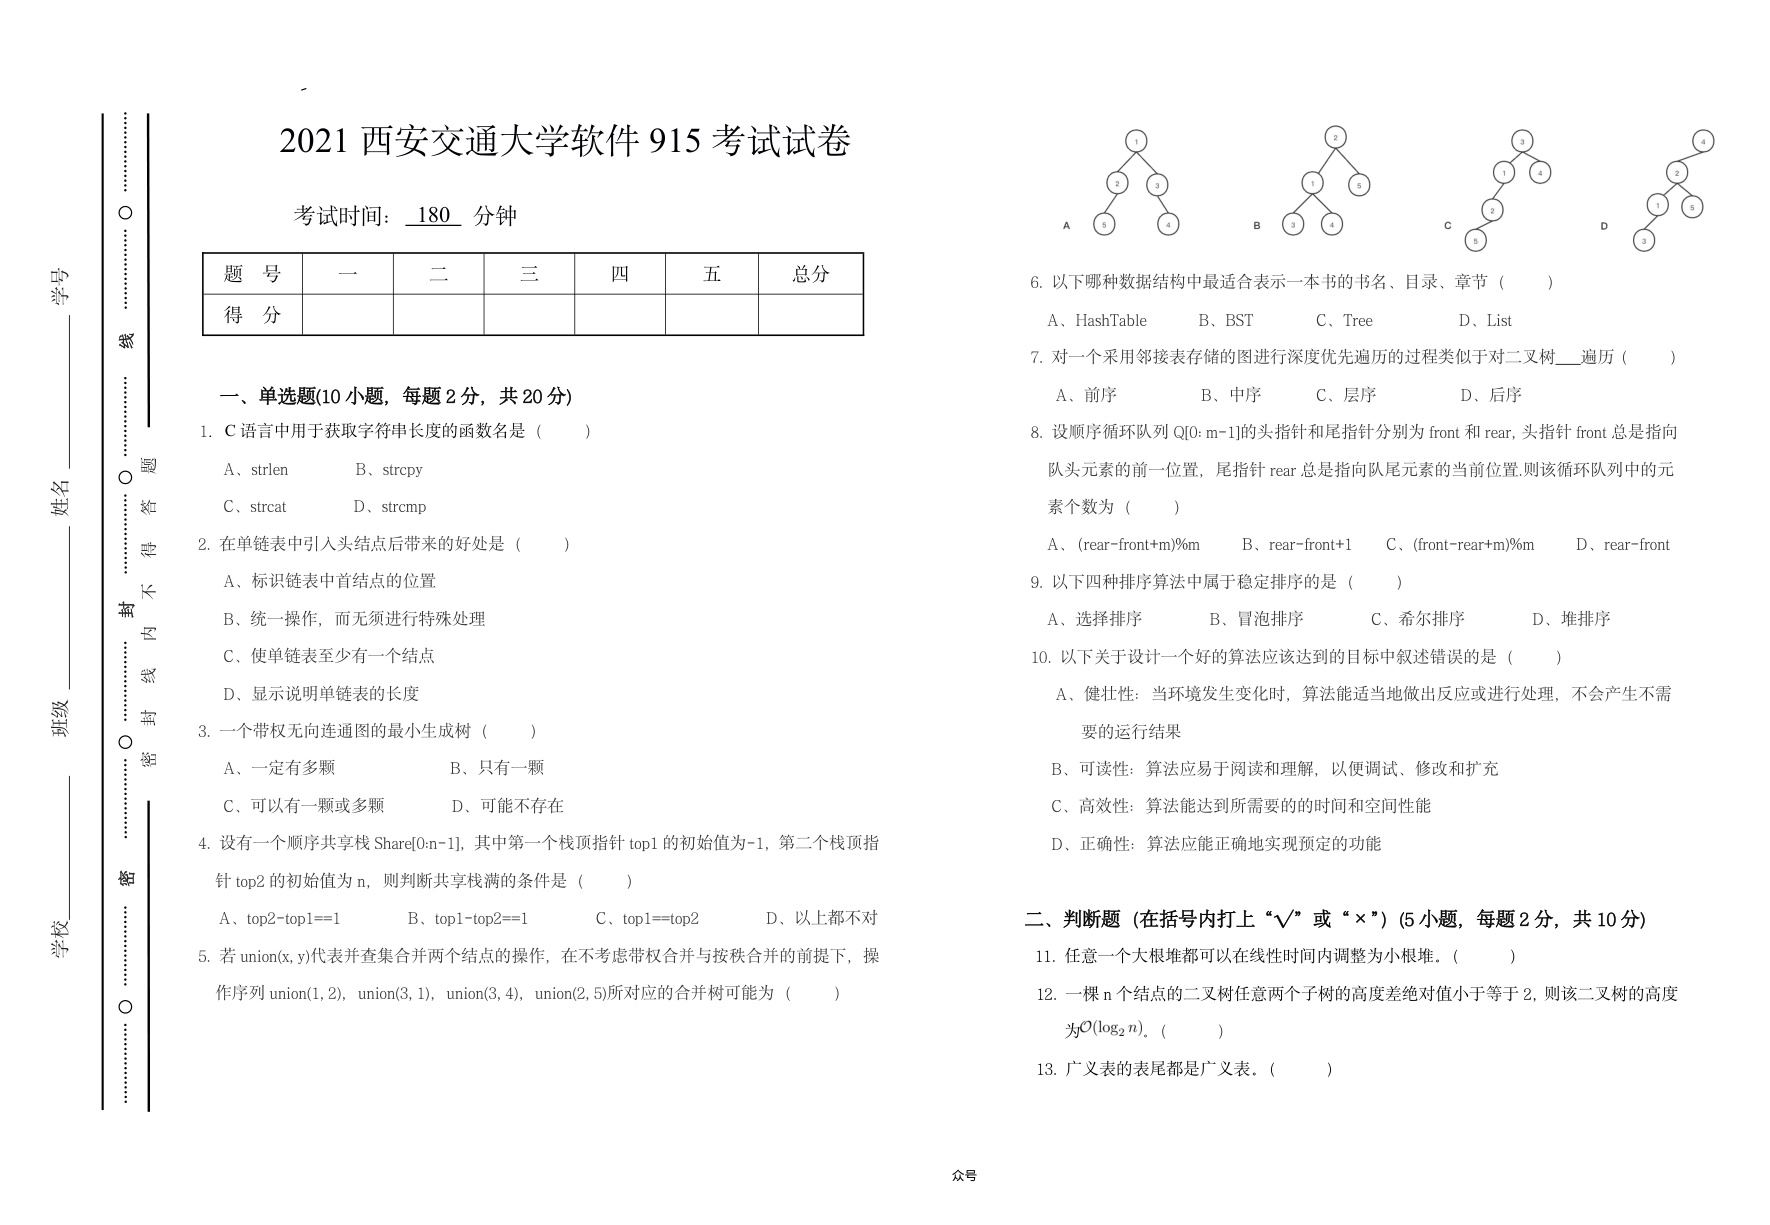 2021 西安交通大学软件 915 考试试卷
考试时间： 180 分钟
题 号 一 二 三 四 五 总分
得 分
一、单选题(10 小题，每题 2 分，共 20 分)
1. C 语言中用于获取字符串长度的函数名是（ ）
A、strlen B、strcpy
C、strcat D、strcmp
2. 在单链表中引入头结点后带来的好处是（ ）
A、标识链表中首结点的位置
B、统一操作，而无须进行特殊处理
C、使单链表至少有一个结点
D、显示说明单链表的长度
3. 一个带权无向连通图的最小生成树（ ）
A、一定有多颗 B、只有一颗
C、可以有一颗或多颗 D、可能不存在
4. 设有一个顺序共享栈 Share[0:n-1]，其中第一个栈顶指针 top1 的初始值为-1，第二个栈顶指
针 top2 的初始值为 n，则判断共享栈满的条件是（ ）
A、top2-top1==1 B、top1-top2==1 C、top1==top2 D、以上都不对
5. 若 union(x, y)代表并查集合并两个结点的操作，在不考虑带权合并与按秩合并的前提下，操
作序列 union(1, 2)，union(3, 1)，union(3, 4)，union(2, 5)所对应的合并树可能为（ ）
1 2 3 5 4 A
2 1 5 3 4 B
3 1 4 2 5 C
4 2 1 5 3 D
6. 以下哪种数据结构中最适合表示一本书的书名、目录、章节（ ）
A、HashTable B、BST C、Tree D、List
7. 对一个采用邻接表存储的图进行深度优先遍历的过程类似于对二叉树___遍历（ ）
A、前序 B、中序 C、层序 D、后序
8. 设顺序循环队列 Q[0: m-1]的头指针和尾指针分别为 front 和 rear, 头指针 front 总是指向
队头元素的前一位置，尾指针 rear 总是指向队尾元素的当前位置.则该循环队列中的元
素个数为（ ）
A、 (rear-front+m)%m B、rear-front+1 C、(front-rear+m)%m D、rear-front
9. 以下四种排序算法中属于稳定排序的是（ ）
A、选择排序 B、冒泡排序 C、希尔排序 D、堆排序
10. 以下关于设计一个好的算法应该达到的目标中叙述错误的是（ ）
A、健壮性：当环境发生变化时，算法能适当地做出反应或进行处理，不会产生不需
要的运行结果
B、可读性：算法应易于阅读和理解，以便调试、修改和扩充
C、高效性：算法能达到所需要的的时间和空间性能
D、正确性：算法应能正确地实现预定的功能
二、判断题（在括号内打上“√”或“×”）(5 小题，每题 2 分，共 10 分)
11. 任意一个大根堆都可以在线性时间内调整为小根堆。（ ）
12. 一棵 n 个结点的二叉树任意两个子树的高度差绝对值小于等于 2, 则该二叉树的高度
为O(log₂ n)。（ ）
13. 广义表的表尾都是广义表。（ ）
学校 班级 姓名 学号
密 封 线
密 封 线 内 不 得 答 题
众号